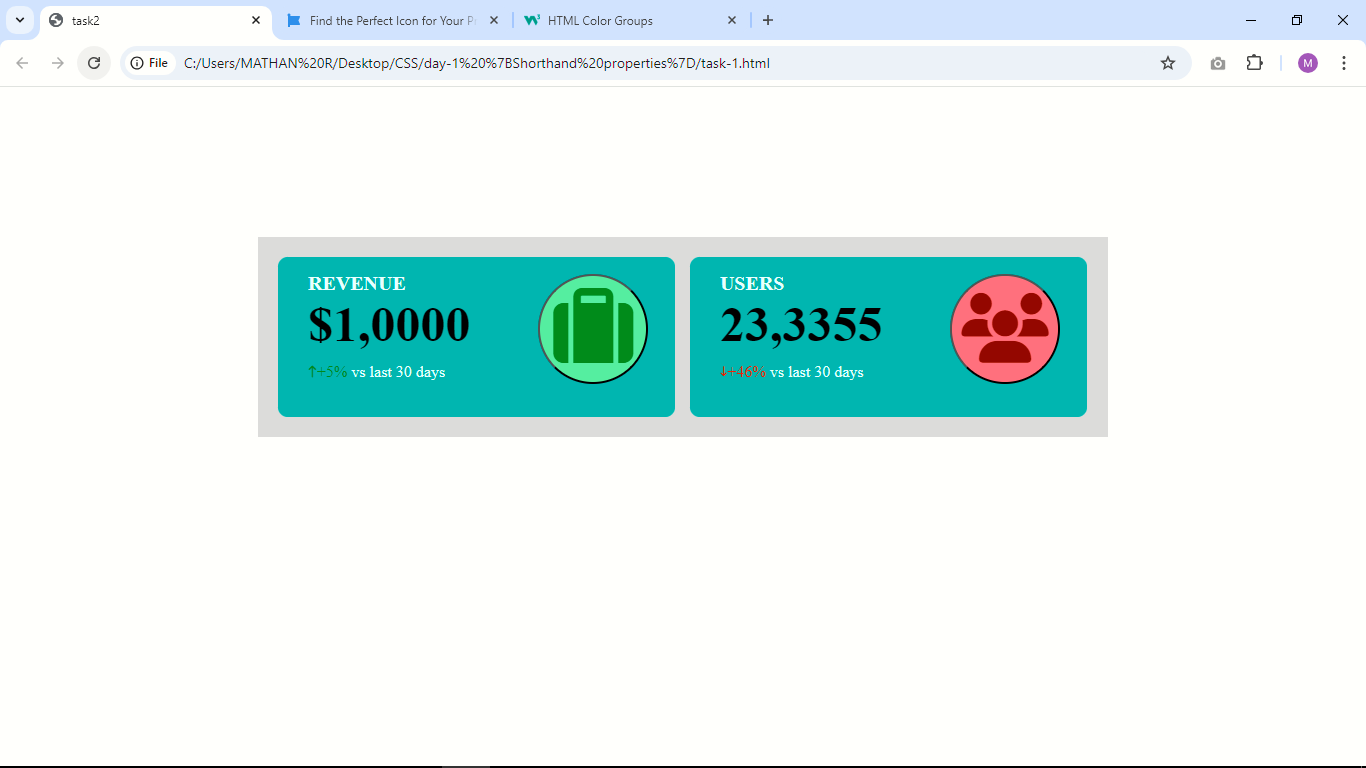 task2
Find the Perfect Icon for Your P
HTML Color Groups
File
C:/Users/MATHAN%20R/Desktop/CSS/day-1%20%7BShorthand%20properties%7D/task-1.html
M
REVENUE
$1,0000
↑+5% vs last 30 days
USERS
23,3355
↓+46% vs last 30 days